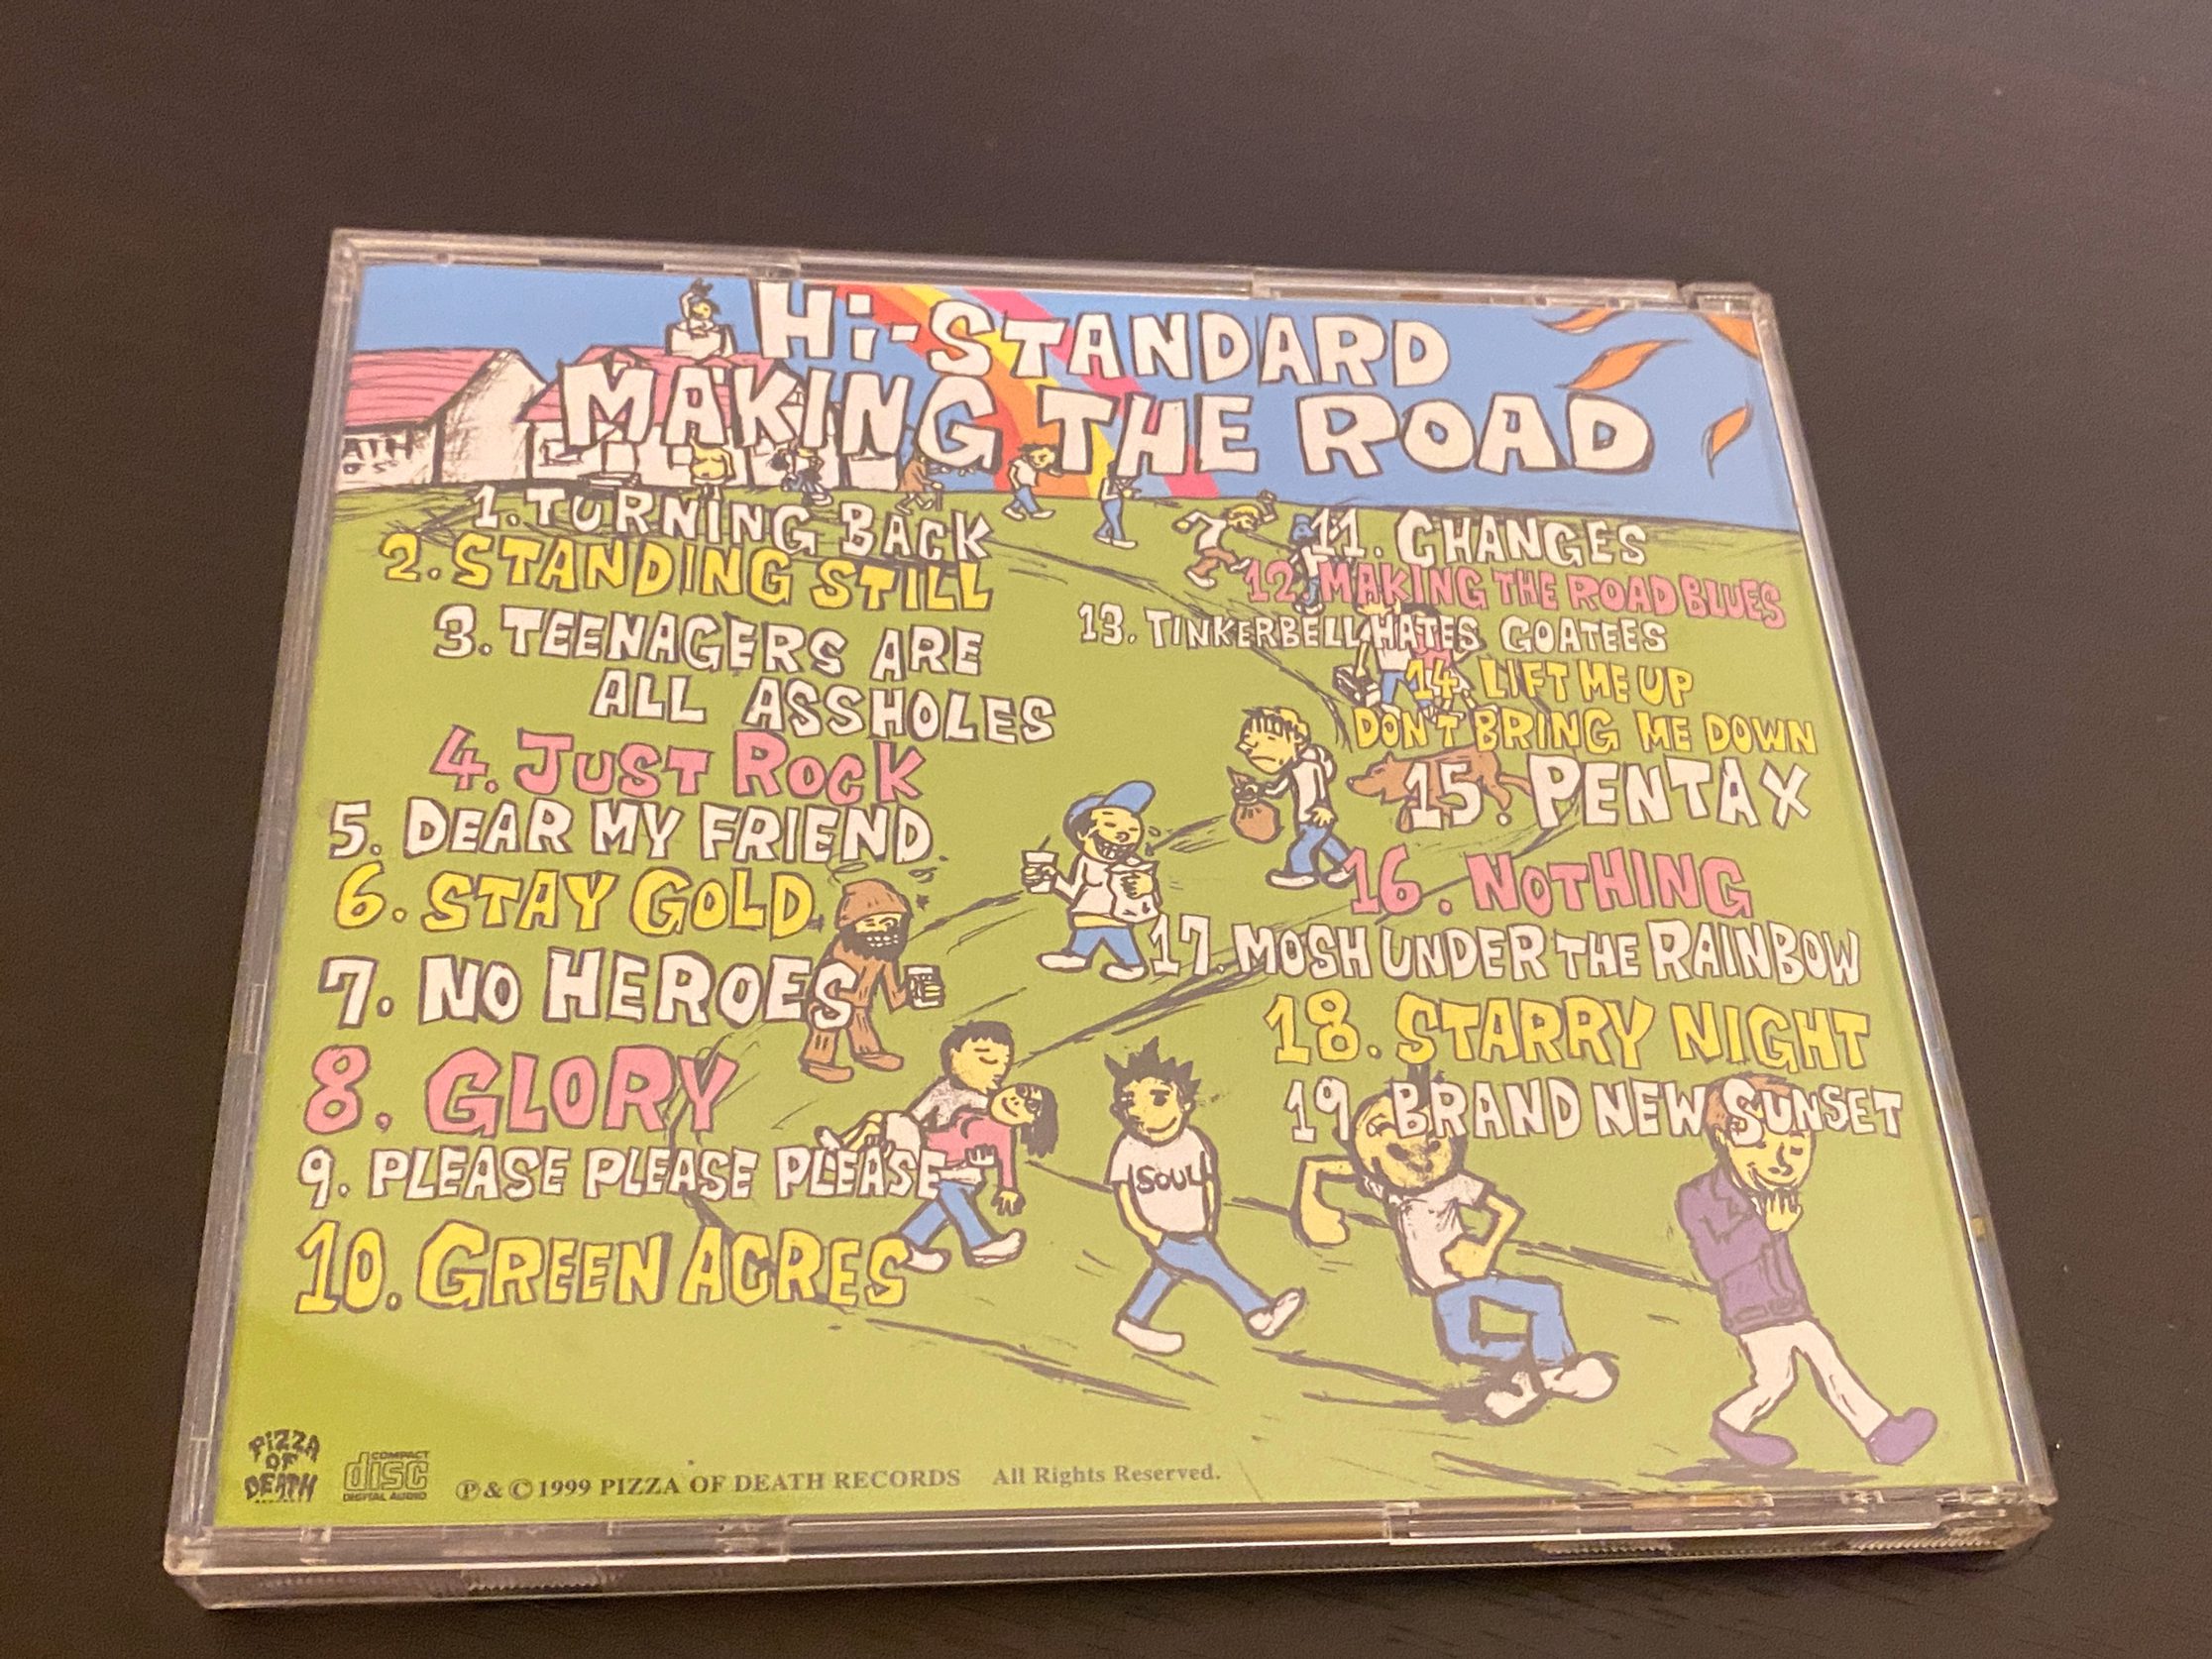 Hi-STANDARD
MAKING THE ROAD
ATH
1. TURNING BACK
2. STANDING STILL
3. TEENAGERS ARE
ALL ASSHOLES
4. JUST ROCK
5. DEAR MY FRIEND
6. STAY GOLD
7. NO HEROES
8. GLORY
9. PLEASE PLEASE PLEASE
10. GREEN ACRES
11. CHANGES
12. MAKING THE ROAD BLUES
13. TINKERBELL HATES GOATEES
14. LIFT ME UP
DON'T BRING ME DOWN
15. PENTAX
16. NOTHING
17. MOSH UNDER THE RAINBOW
18. STARRY NIGHT
19. BRAND NEW SUNSET
SOUL
PIZZA
OF
DEATH
COMPACT
disc
DIGITAL AUDIO
℗ & © 1999 PIZZA OF DEATH RECORDS All Rights Reserved.